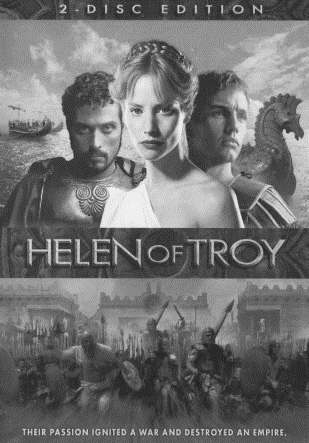 2-DISC EDITION
HELEN OF TROY
THEIR PASSION IGNITED A WAR AND DESTROYED AN EMPIRE.